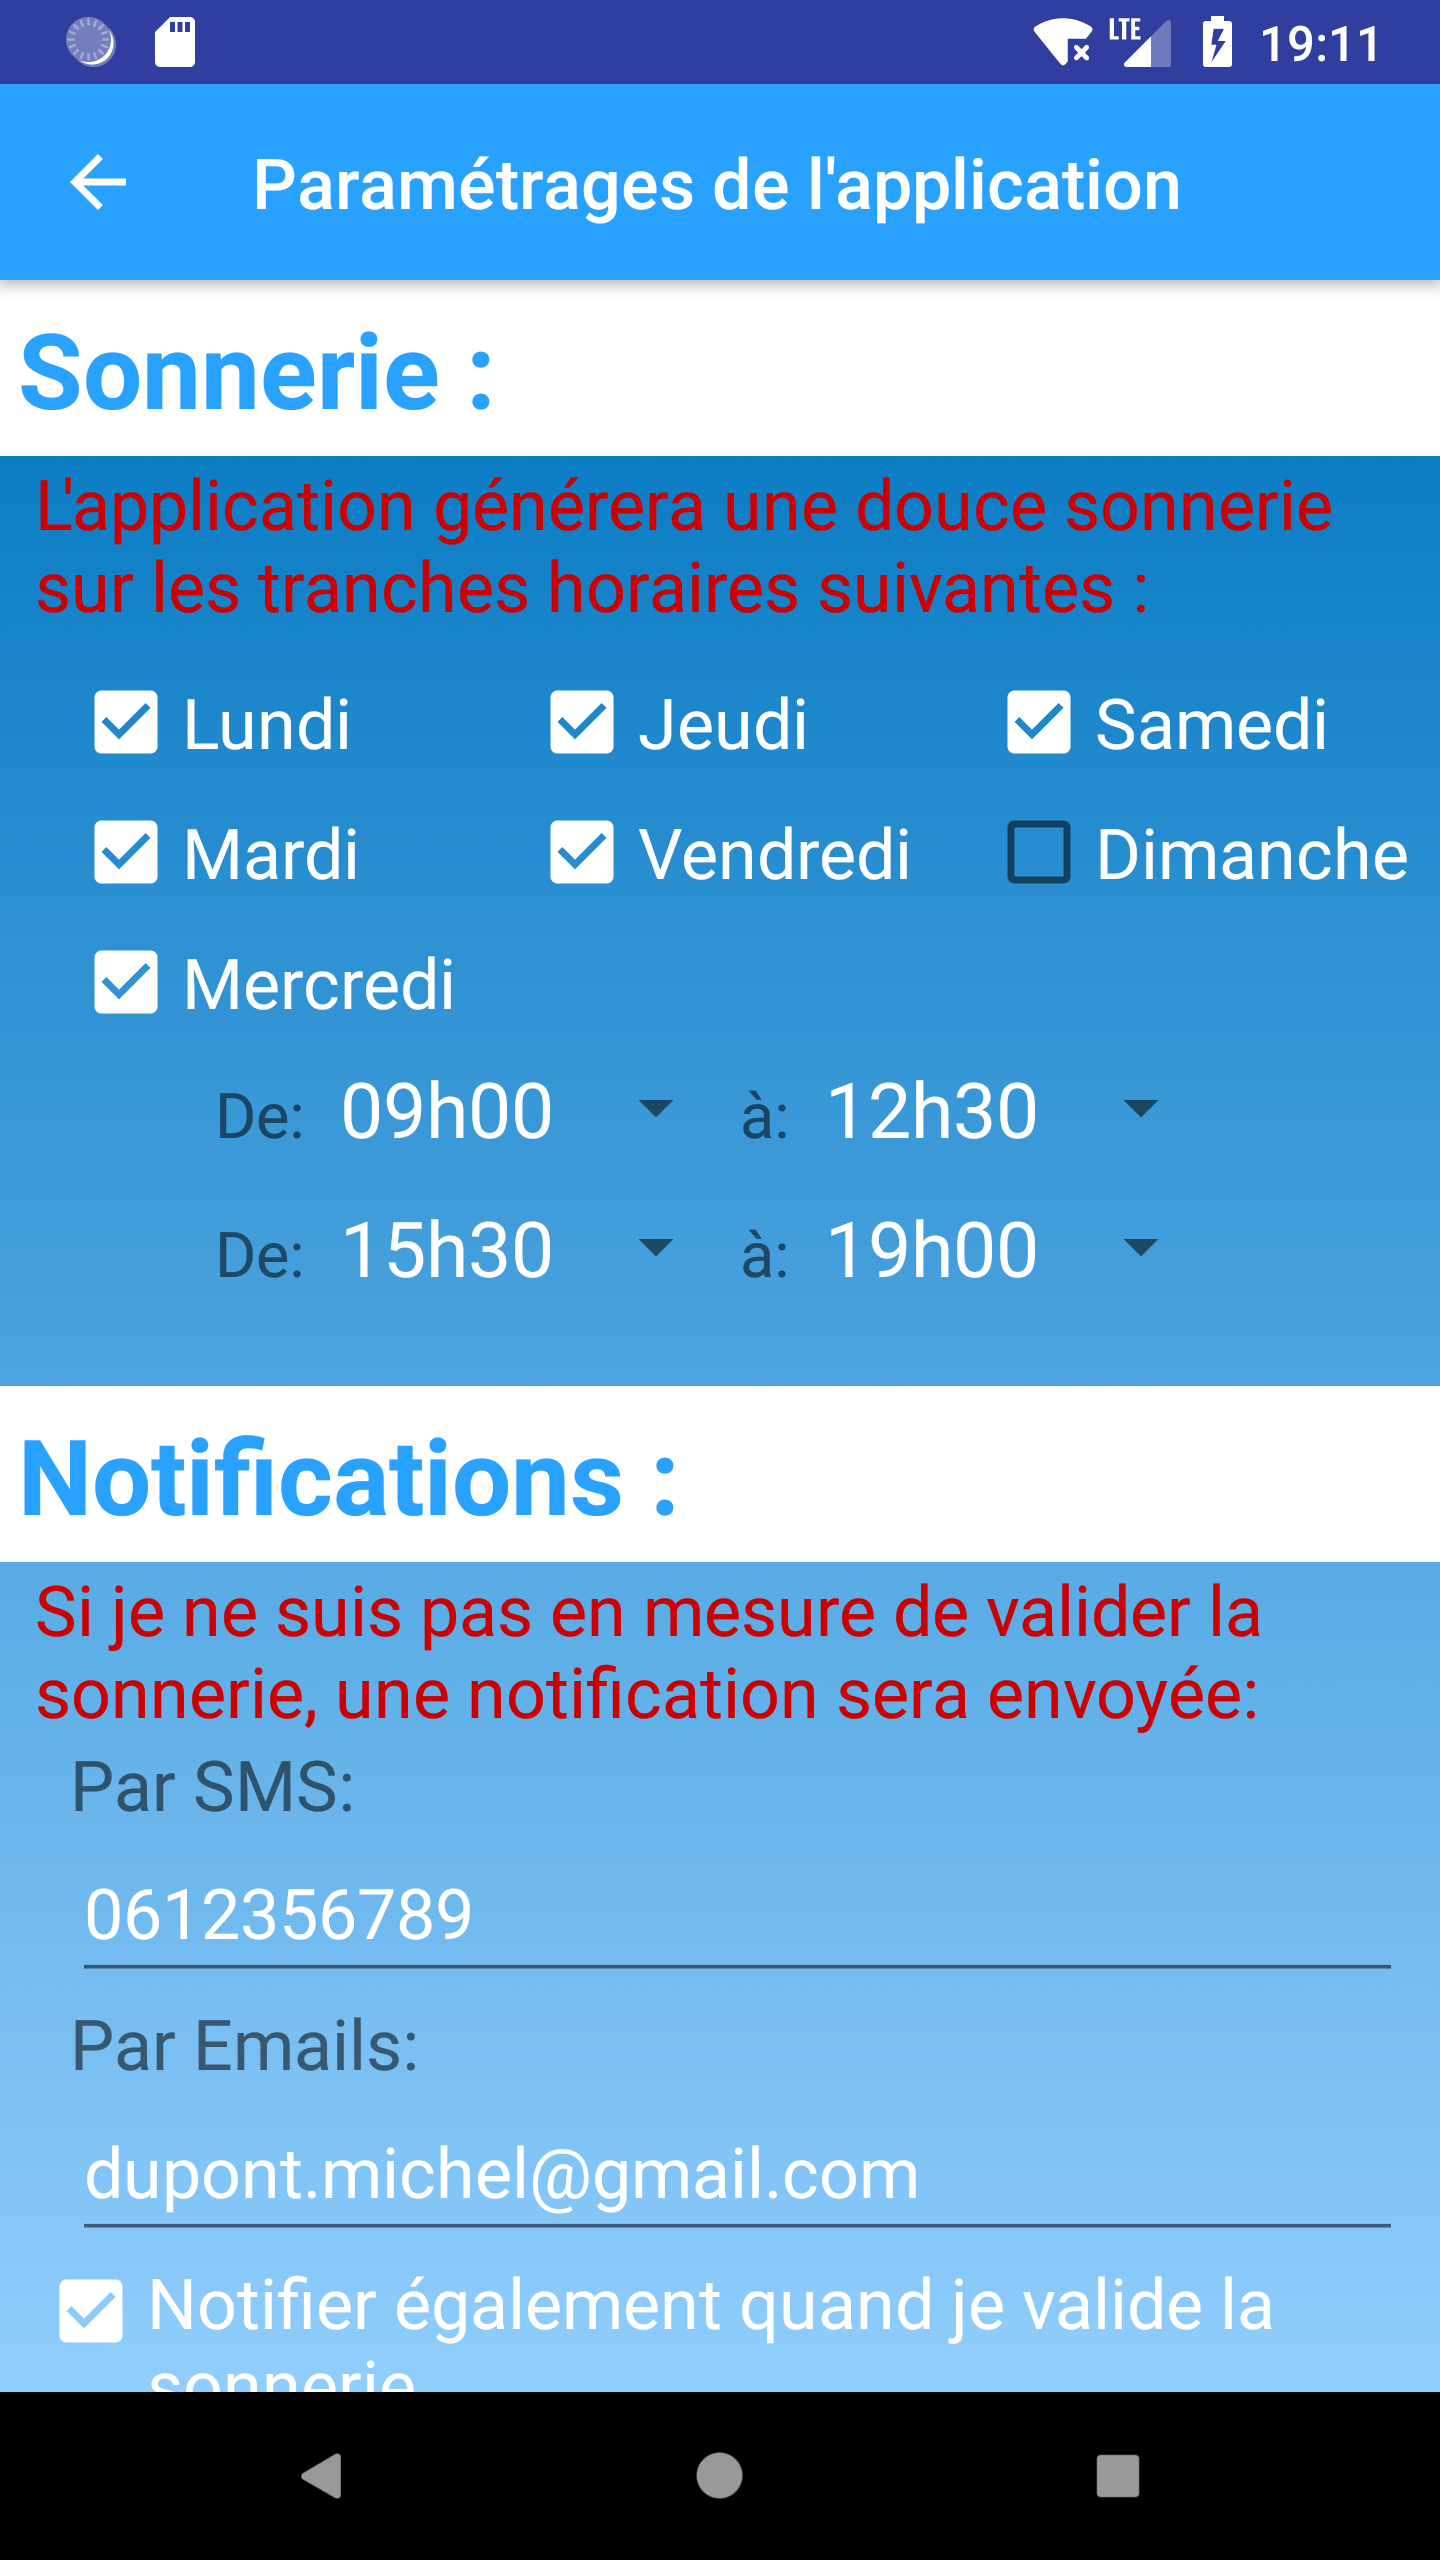 LTE 19:11
Paramétrages de l'application
Sonnerie :
L'application générera une douce sonnerie
sur les tranches horaires suivantes :
Lundi Jeudi Samedi
Mardi Vendredi Dimanche
Mercredi
De: 09h00 à: 12h30
De: 15h30 à: 19h00
Notifications :
Si je ne suis pas en mesure de valider la
sonnerie, une notification sera envoyée:
Par SMS:
0612356789
Par Emails:
dupont.michel@gmail.com
Notifier également quand je valide la
sonnerie